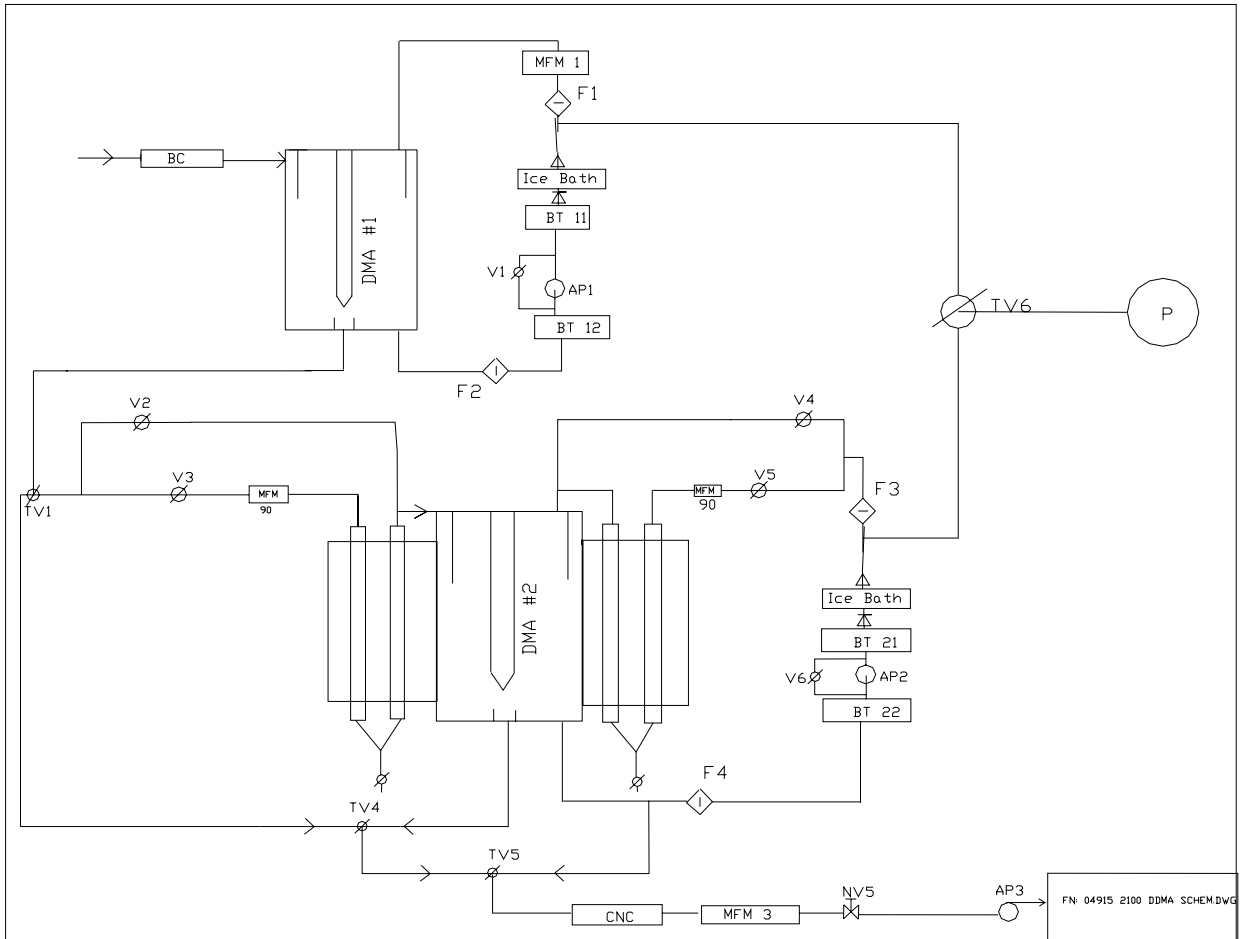 MFM 1
F1
BC
Ice Bath
DMA #1
BT 11
V1
AP1
BT 12
TV6
P
F2
V2
V4
V3
MFM
90
V5
MFM
90
F3
TV1
DMA #2
Ice Bath
BT 21
V6
AP2
BT 22
F4
TV4
TV5
CNC
MFM 3
NV5
AP3
FN: 04915 2100 DDMA SCHEM.DWG